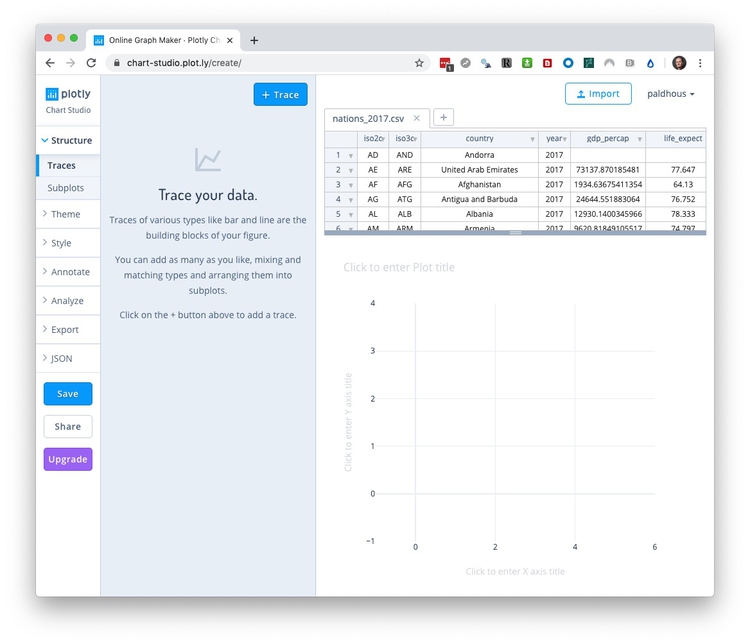 Online Graph Maker · Plotly Ch
chart-studio.plot.ly/create/
1
plotly
Chart Studio
Structure
Traces
Subplots
Theme
Style
Annotate
Analyze
Export
JSON
Save
Share
Upgrade
+ Trace
Trace your data.
Traces of various types like bar and line are the
building blocks of your figure.
You can add as many as you like, mixing and
matching types and arranging them into
subplots.
Click on the + button above to add a trace.
Import
paldhous
nations_2017.csv
iso2c iso3c country year gdp_percap life_expect
1 AD AND Andorra 2017
2 AE ARE United Arab Emirates 2017 73137.870185481 77.647
3 AF AFG Afghanistan 2017 1934.63675411354 64.13
4 AG ATG Antigua and Barbuda 2017 24644.551883064 76.752
5 AL ALB Albania 2017 12930.1400345966 78.333
6 AM ARM Armenia 2017 9620.81849105517 74.797
Click to enter Plot title
4
3
2
1
0
−1
0 2 4 6
Click to enter Y axis title
Click to enter X axis title